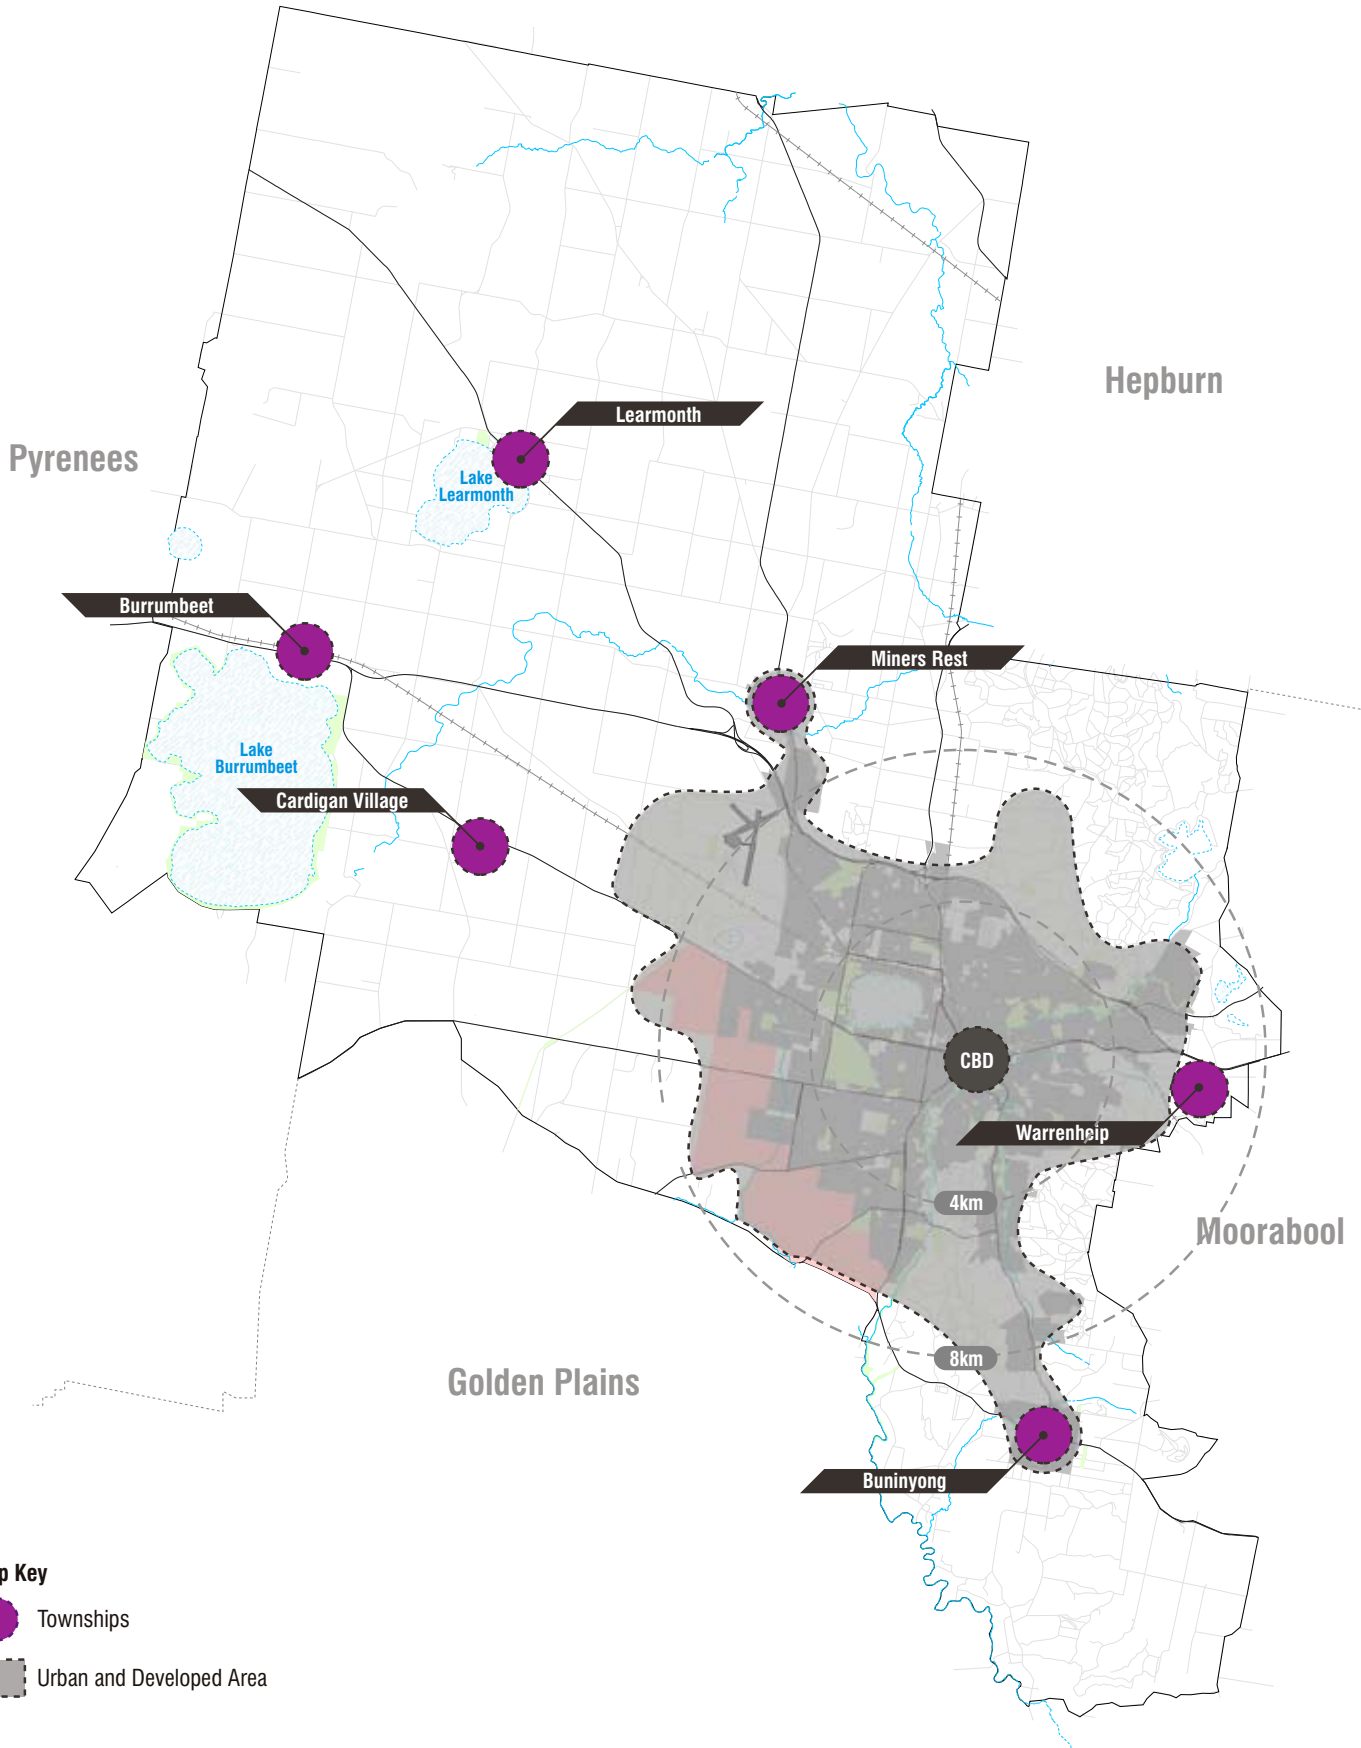 Hepburn
Learmonth
Pyrenees
Lake
Learmonth
Burrumbeet
Miners Rest
Lake
Burrumbeet
Cardigan Village
CBD
Warrenheip
4km
Moorabool
8km
Golden Plains
Buninyong
p Key
Townships
Urban and Developed Area